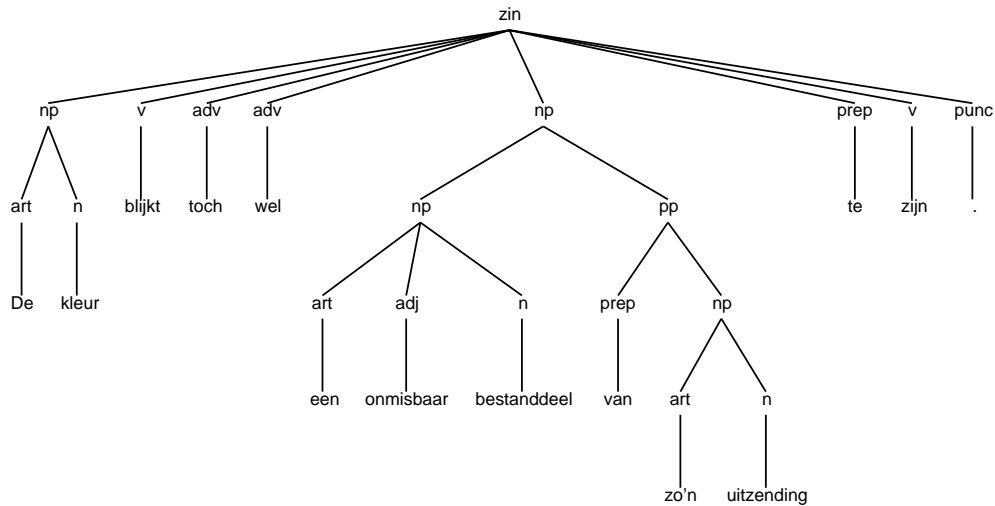 zin
np v adv adv np prep v punc
art n blijkt toch wel np pp te zijn .
De kleur art adj n prep np
een onmisbaar bestanddeel van art n
zo'n uitzending